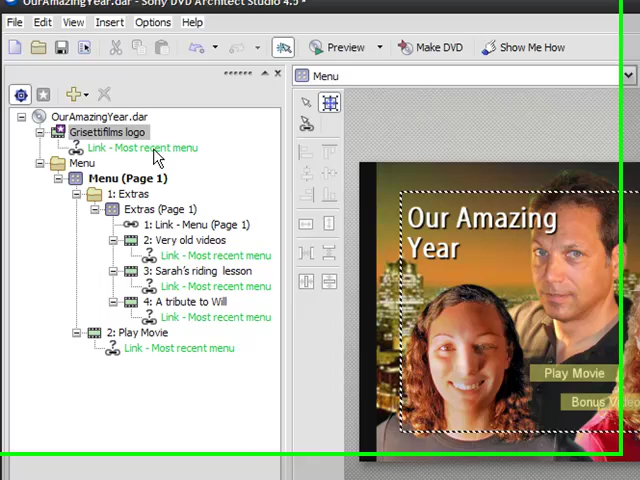 OurAmazingYear.dar - Sony DVD Architect Studio 4.5 *
File Edit View Insert Options Help
Preview Make DVD Show Me How
Menu
OurAmazingYear.dar
Grisettifilms logo
Link - Most recent menu
Menu
Menu (Page 1)
1: Extras
Extras (Page 1)
1: Link - Menu (Page 1)
2: Very old videos
Link - Most recent menu
3: Sarah's riding lesson
Link - Most recent menu
4: A tribute to Will
Link - Most recent menu
2: Play Movie
Link - Most recent menu
Our Amazing
Year
Play Movie
Bonus Video